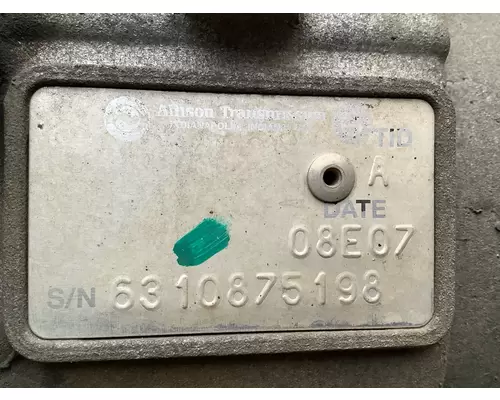 Allison Transmission
INDIANAPOLIS, INDIANA
TID
A
DATE
08E07
S/N 6310875198